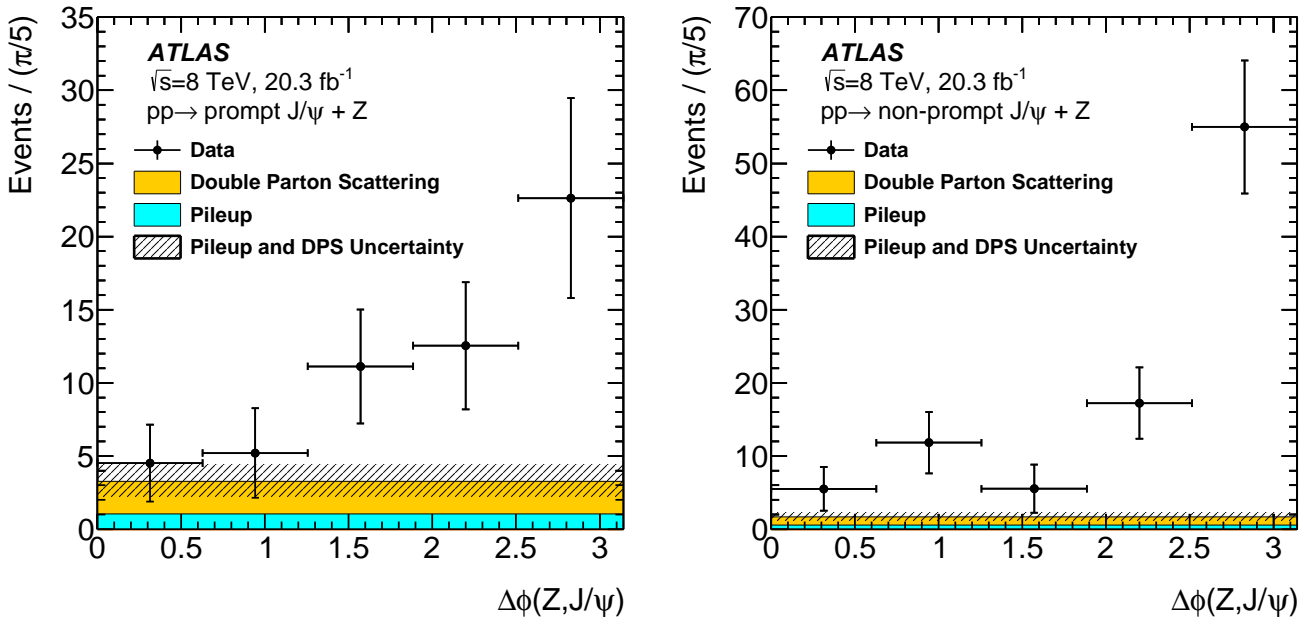 Events / (π/5)
35
30
25
20
15
10
5
0
ATLAS
√s=8 TeV, 20.3 fb⁻¹
pp→ prompt J/ψ + Z
Data
Double Parton Scattering
Pileup
Pileup and DPS Uncertainty
0 0.5 1 1.5 2 2.5 3
Δϕ(Z,J/ψ)
Events / (π/5)
70
60
50
40
30
20
10
0
ATLAS
√s=8 TeV, 20.3 fb⁻¹
pp→ non-prompt J/ψ + Z
Data
Double Parton Scattering
Pileup
Pileup and DPS Uncertainty
0 0.5 1 1.5 2 2.5 3
Δϕ(Z,J/ψ)